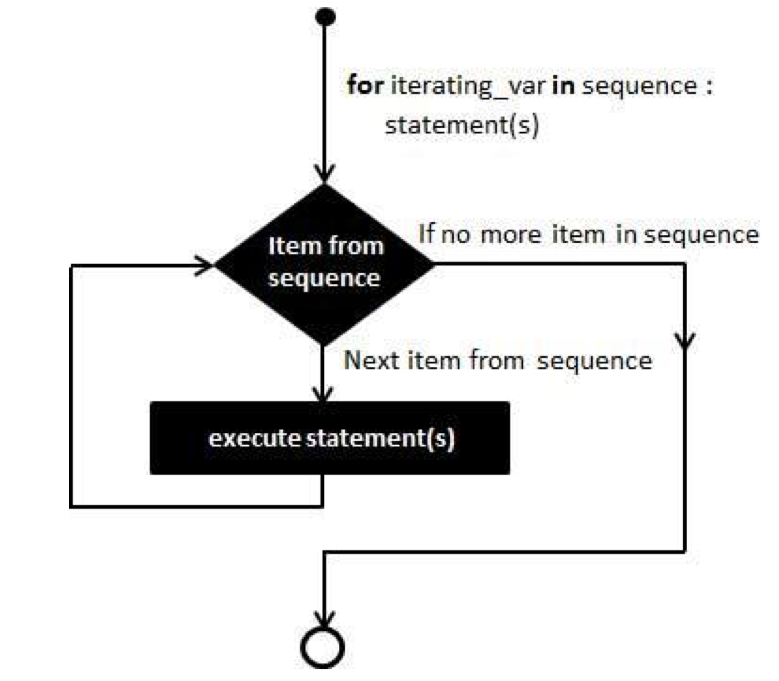 for iterating_var in sequence :
statement(s)
If no more item in sequence
Item from
sequence
Next item from sequence
execute statement(s)